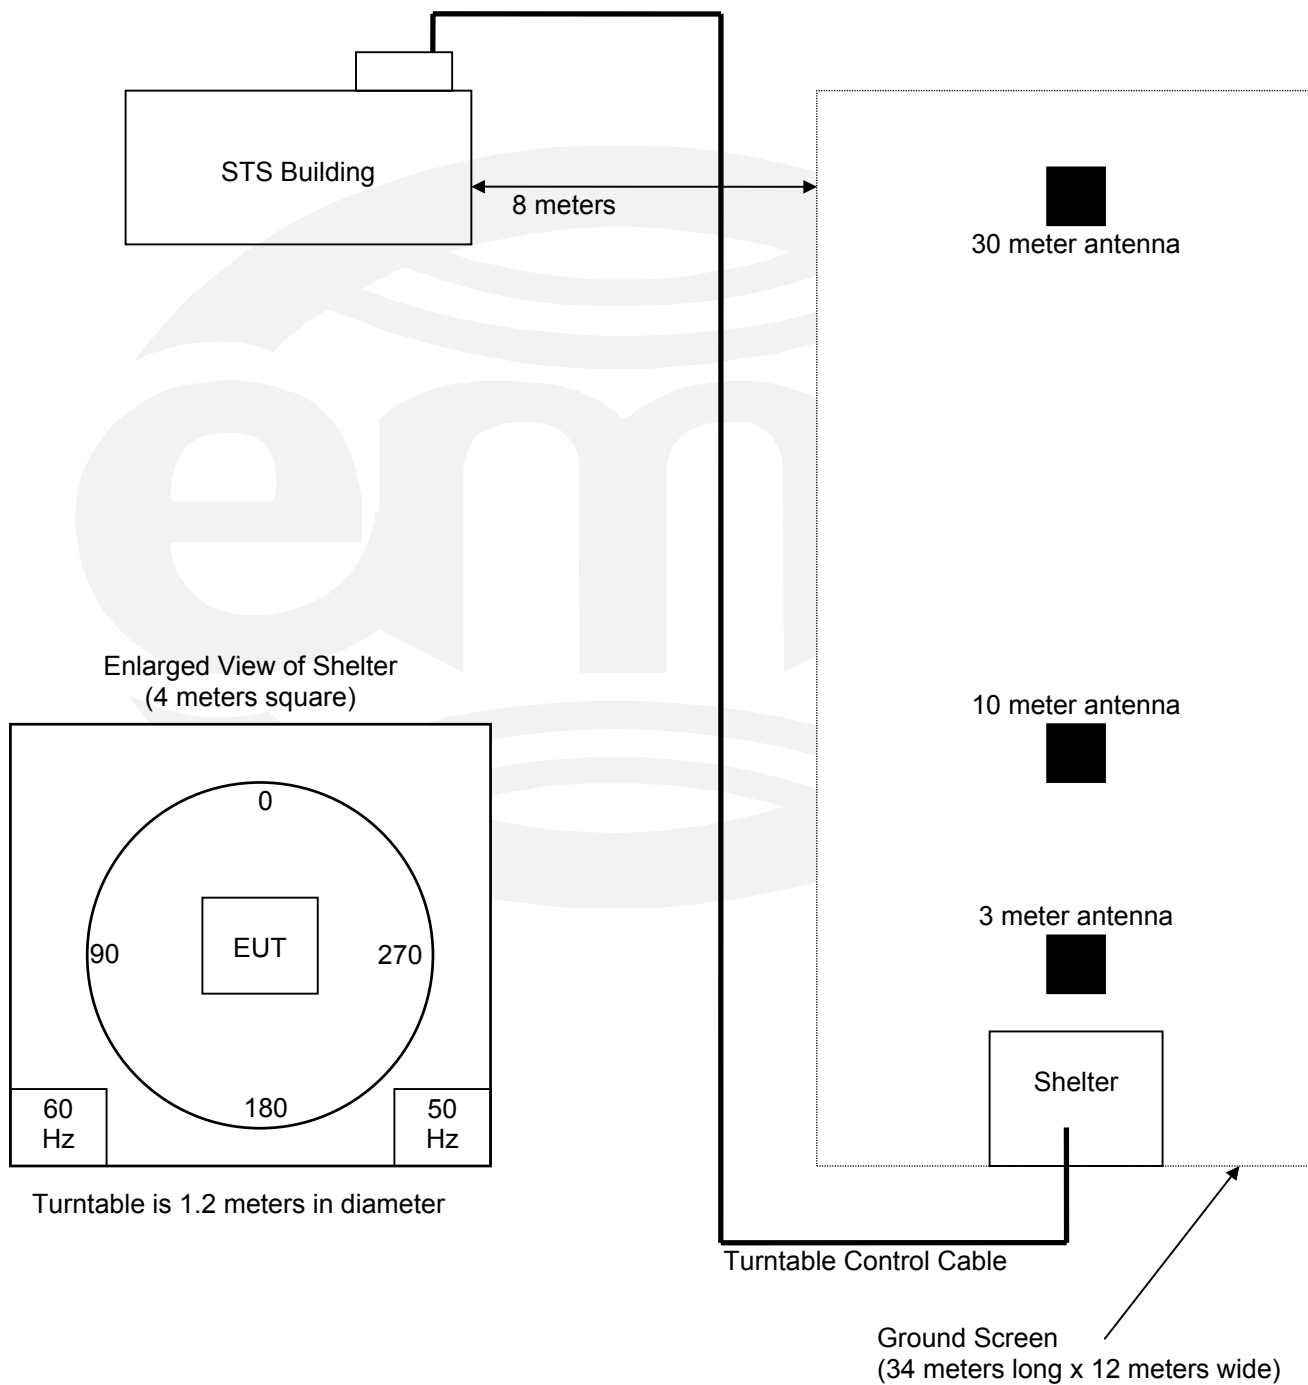 STS Building
8 meters
30 meter antenna
Enlarged View of Shelter
(4 meters square)
0
90
EUT
270
180
60
Hz
50
Hz
Turntable is 1.2 meters in diameter
10 meter antenna
3 meter antenna
Shelter
Turntable Control Cable
Ground Screen
(34 meters long x 12 meters wide)
em